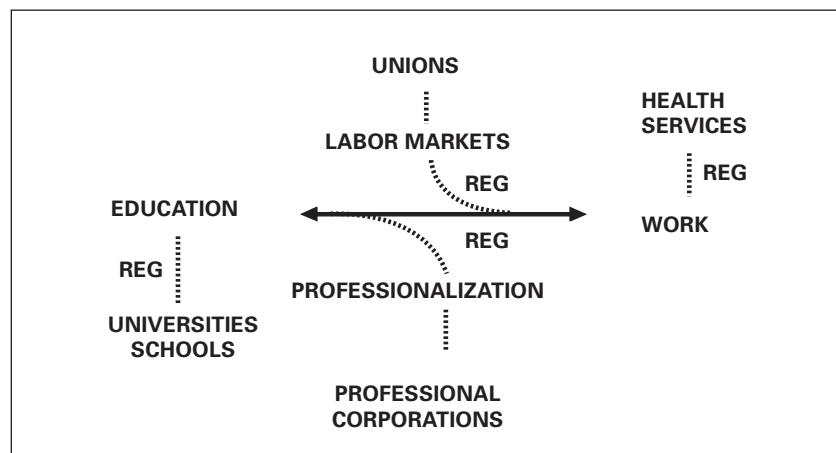 UNIONS
HEALTH
SERVICES
LABOR MARKETS
REG
REG
EDUCATION
WORK
REG
REG
PROFESSIONALIZATION
UNIVERSITIES
SCHOOLS
PROFESSIONAL
CORPORATIONS